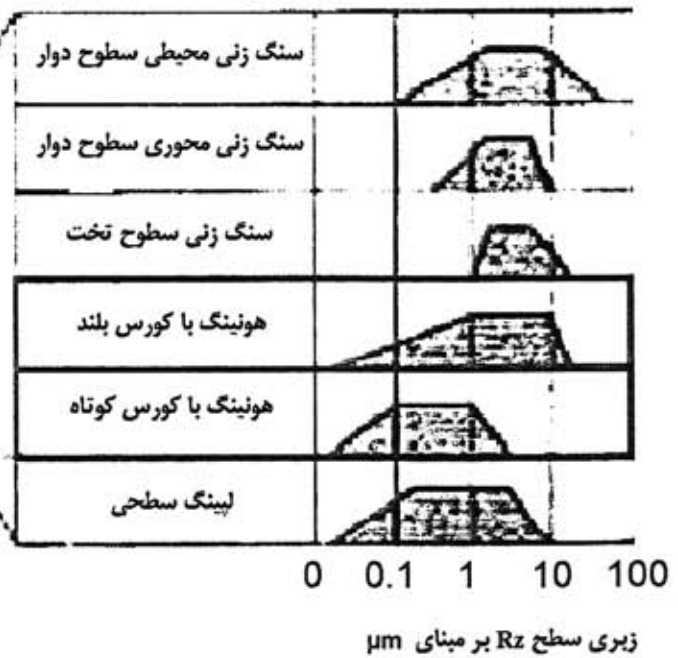 سنگ زنی محیطی سطوح دوار
سنگ زنی محوری سطوح دوار
سنگ زنی سطوح تخت
هونینگ با کورس بلند
هونینگ با کورس کوتاه
لپینگ سطحی
0 0.1 1 10 100
زبری سطح Rz بر مبنای µm